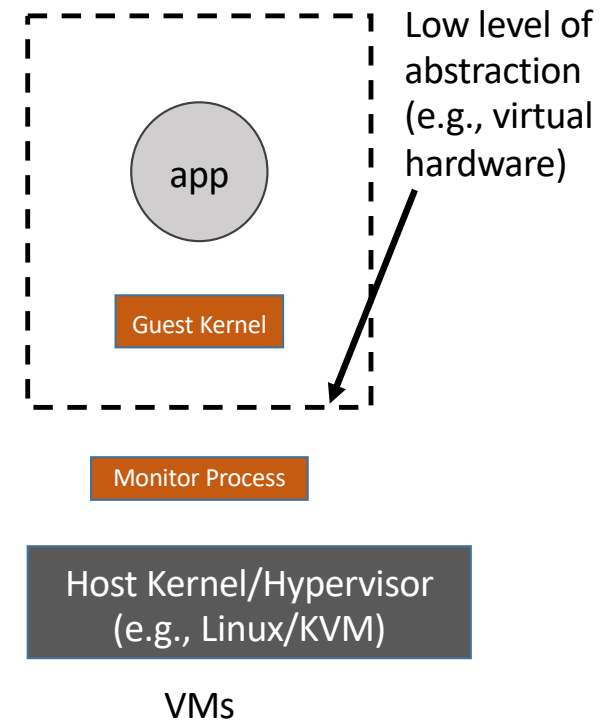 Low level of
abstraction
(e.g., virtual
hardware)
app
Guest Kernel
Monitor Process
Host Kernel/Hypervisor
(e.g., Linux/KVM)
VMs